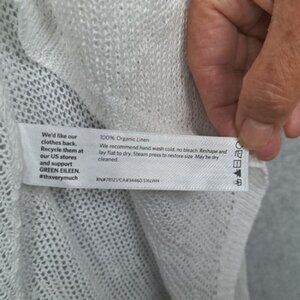 We'd like our
clothes back.
Recycle them at
our US stores
and support
GREEN EILEEN.
#thxverymuch
100% Organic Linen
We recommend hand wash cold, no bleach. Reshape and
lay flat to dry. Steam press to restore size. May be dry
cleaned.